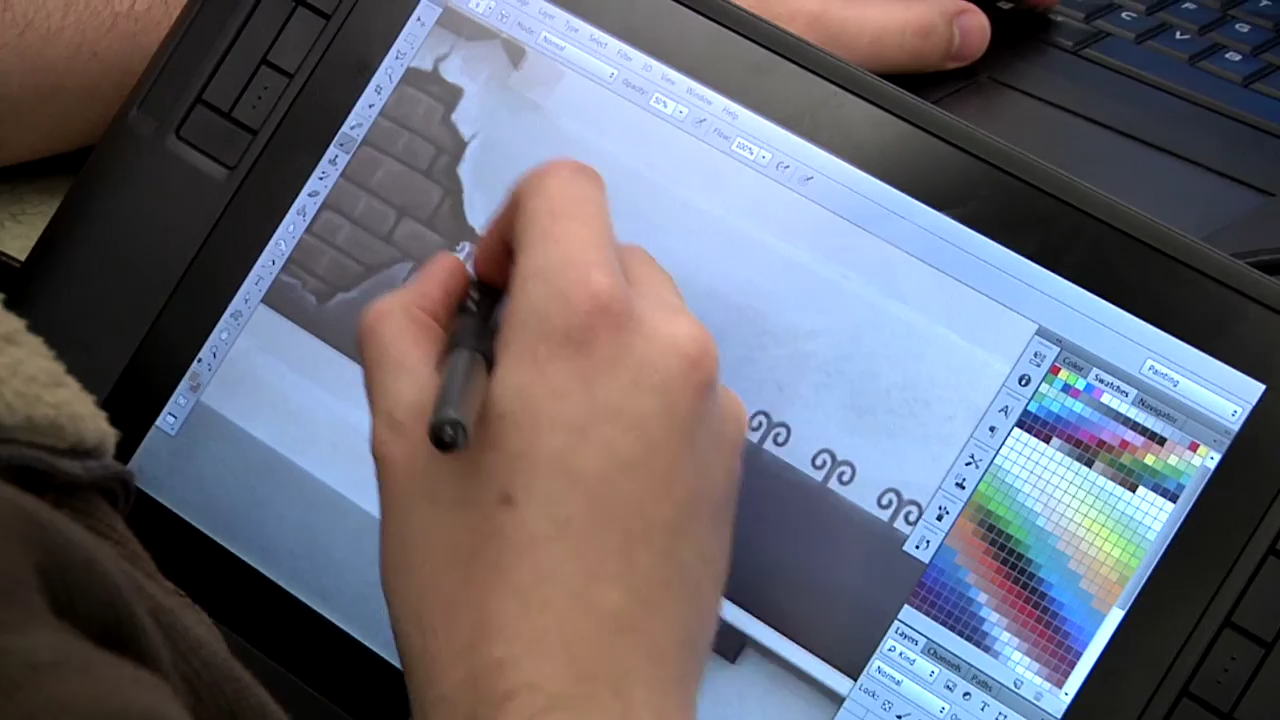 Layer Type Select Filter 3D View Window Help
Mode: Normal
Opacity: 50%
Flow: 100%
Painting
Color Swatches Navigator
Layers Channels Paths
Kind
Normal
Lock:
C
F
T
V
G
B